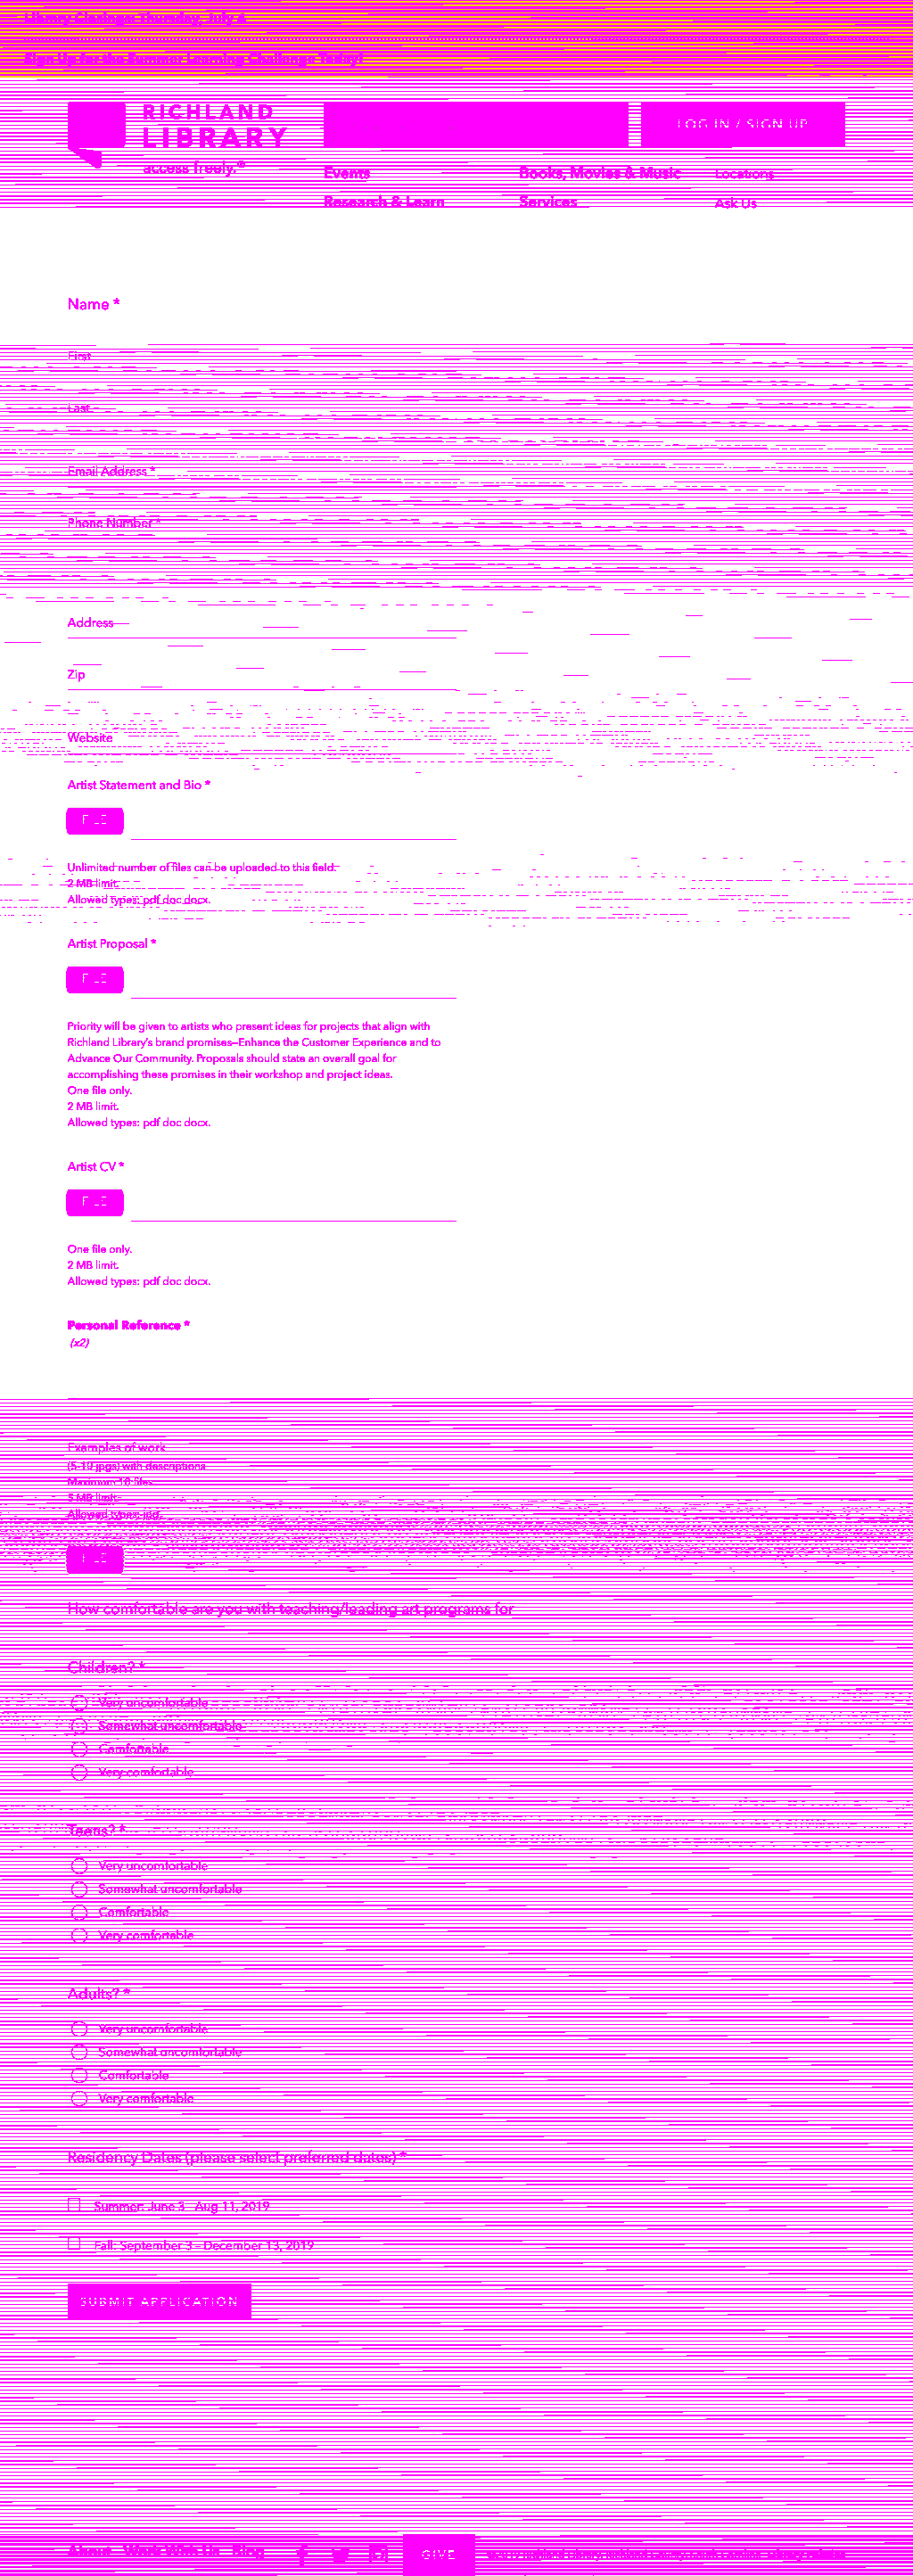 Library Closings: Thursday, July 4
Sign Up for the Summer Learning Challenge Today!
RICHLAND
LIBRARY
access freely.®
LOG IN / SIGN UP
Events
Books, Movies & Music
Locations
Research & Learn
Services
Ask Us
Name *
First
Last
Email Address *
Phone Number *
Address
Zip
Website
Artist Statement and Bio *
FILE
Unlimited number of files can be uploaded to this field.
2 MB limit.
Allowed types: pdf doc docx.
Artist Proposal *
FILE
Priority will be given to artists who present ideas for projects that align with
Richland Library's brand promises–Enhance the Customer Experience and to
Advance Our Community. Proposals should state an overall goal for
accomplishing these promises in their workshop and project ideas.
One file only.
2 MB limit.
Allowed types: pdf doc docx.
Artist CV *
FILE
One file only.
2 MB limit.
Allowed types: pdf doc docx.
Personal Reference *
(x2)
Examples of work
(5-10 jpgs) with descriptions
Maximum 10 files.
5 MB limit.
Allowed types: jpg.
FILE
How comfortable are you with teaching/leading art programs for
Children? *
Very uncomfortable
Somewhat uncomfortable
Comfortable
Very comfortable
Teens? *
Very uncomfortable
Somewhat uncomfortable
Comfortable
Very comfortable
Adults? *
Very uncomfortable
Somewhat uncomfortable
Comfortable
Very comfortable
Residency Dates (please select preferred dates) *
Summer: June 3 - Aug 11, 2019
Fall: September 3 – December 13, 2019
SUBMIT APPLICATION
About
Work With Us
Blog
GIVE